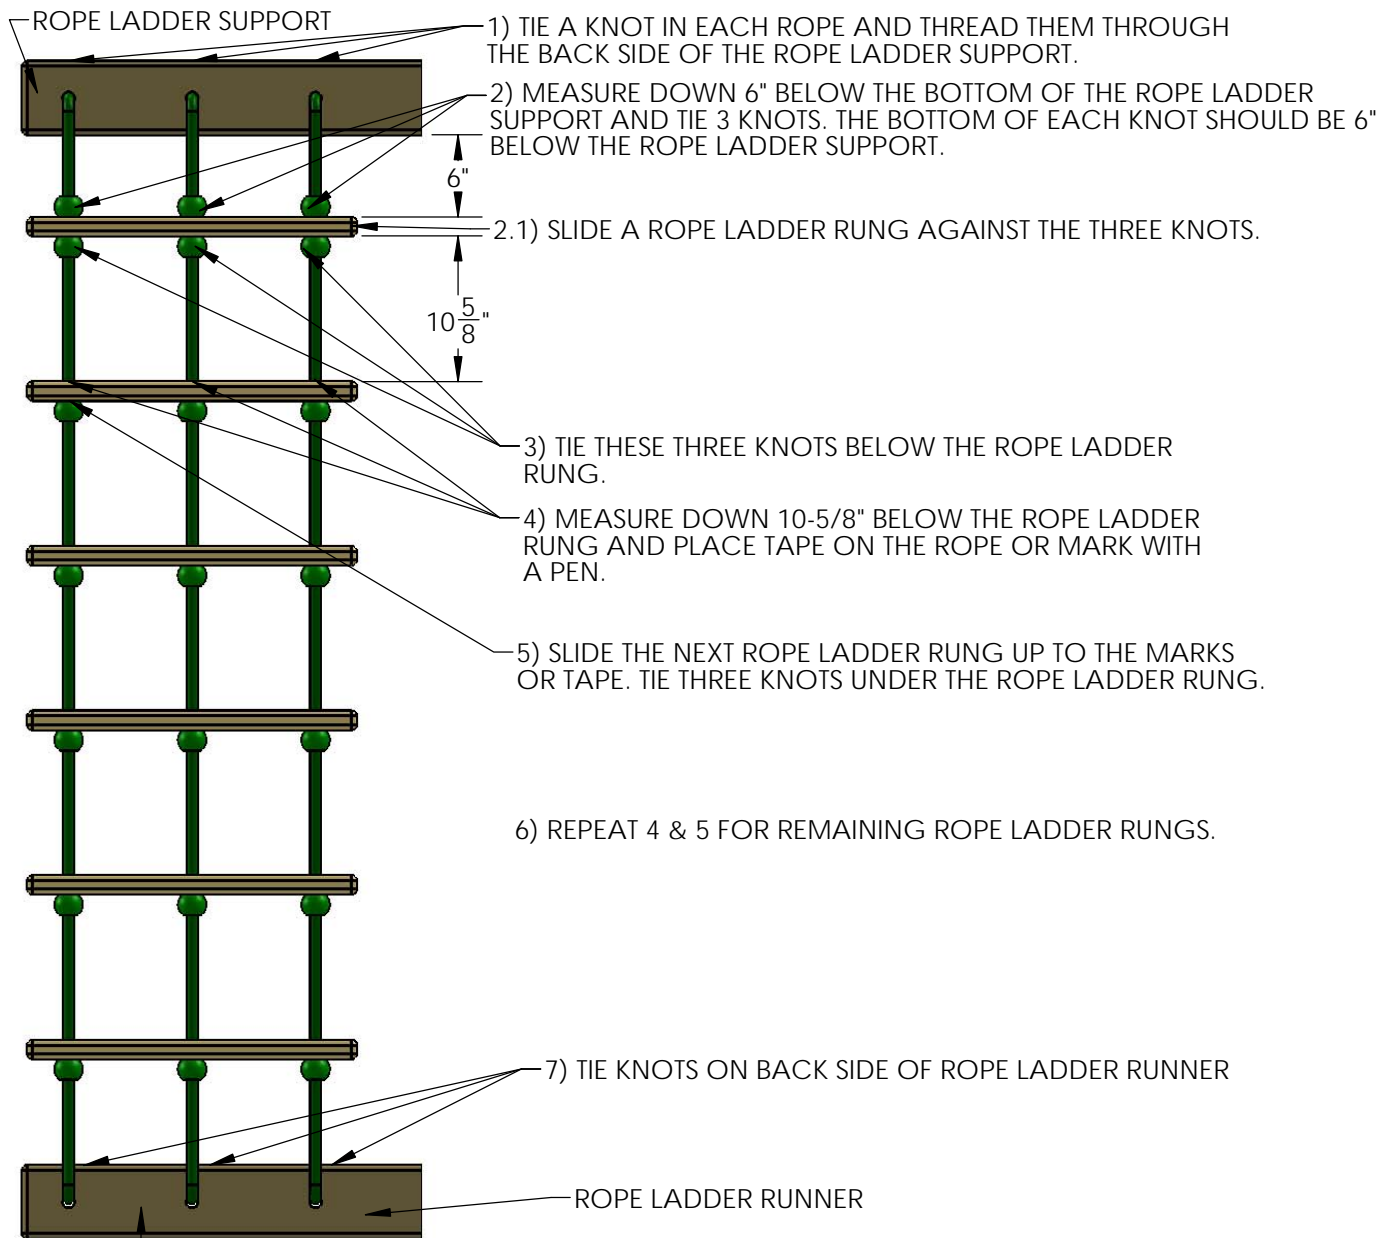 ROPE LADDER SUPPORT
1) TIE A KNOT IN EACH ROPE AND THREAD THEM THROUGH
THE BACK SIDE OF THE ROPE LADDER SUPPORT.
2) MEASURE DOWN 6" BELOW THE BOTTOM OF THE ROPE LADDER
SUPPORT AND TIE 3 KNOTS. THE BOTTOM OF EACH KNOT SHOULD BE 6"
BELOW THE ROPE LADDER SUPPORT.
6"
2.1) SLIDE A ROPE LADDER RUNG AGAINST THE THREE KNOTS.
10 5/8"
3) TIE THESE THREE KNOTS BELOW THE ROPE LADDER
RUNG.
4) MEASURE DOWN 10-5/8" BELOW THE ROPE LADDER
RUNG AND PLACE TAPE ON THE ROPE OR MARK WITH
A PEN.
5) SLIDE THE NEXT ROPE LADDER RUNG UP TO THE MARKS
OR TAPE. TIE THREE KNOTS UNDER THE ROPE LADDER RUNG.
6) REPEAT 4 & 5 FOR REMAINING ROPE LADDER RUNGS.
7) TIE KNOTS ON BACK SIDE OF ROPE LADDER RUNNER
ROPE LADDER RUNNER